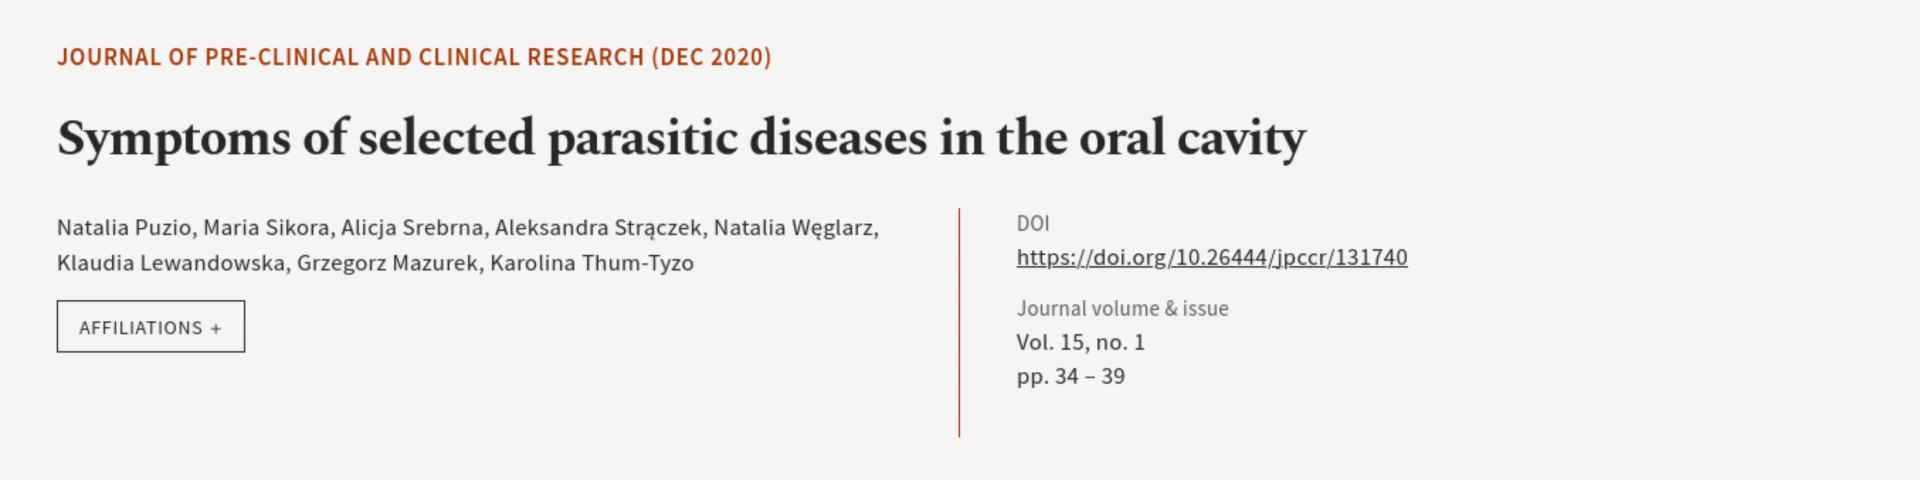 JOURNAL OF PRE-CLINICAL AND CLINICAL RESEARCH (DEC 2020)
Symptoms of selected parasitic diseases in the oral cavity
Natalia Puzio, Maria Sikora, Alicja Srebrna, Aleksandra Strączek, Natalia Węglarz,
Klaudia Lewandowska, Grzegorz Mazurek, Karolina Thum-Tyzo
AFFILIATIONS +
DOI
https://doi.org/10.26444/jpccr/131740
Journal volume & issue
Vol. 15, no. 1
pp. 34 – 39